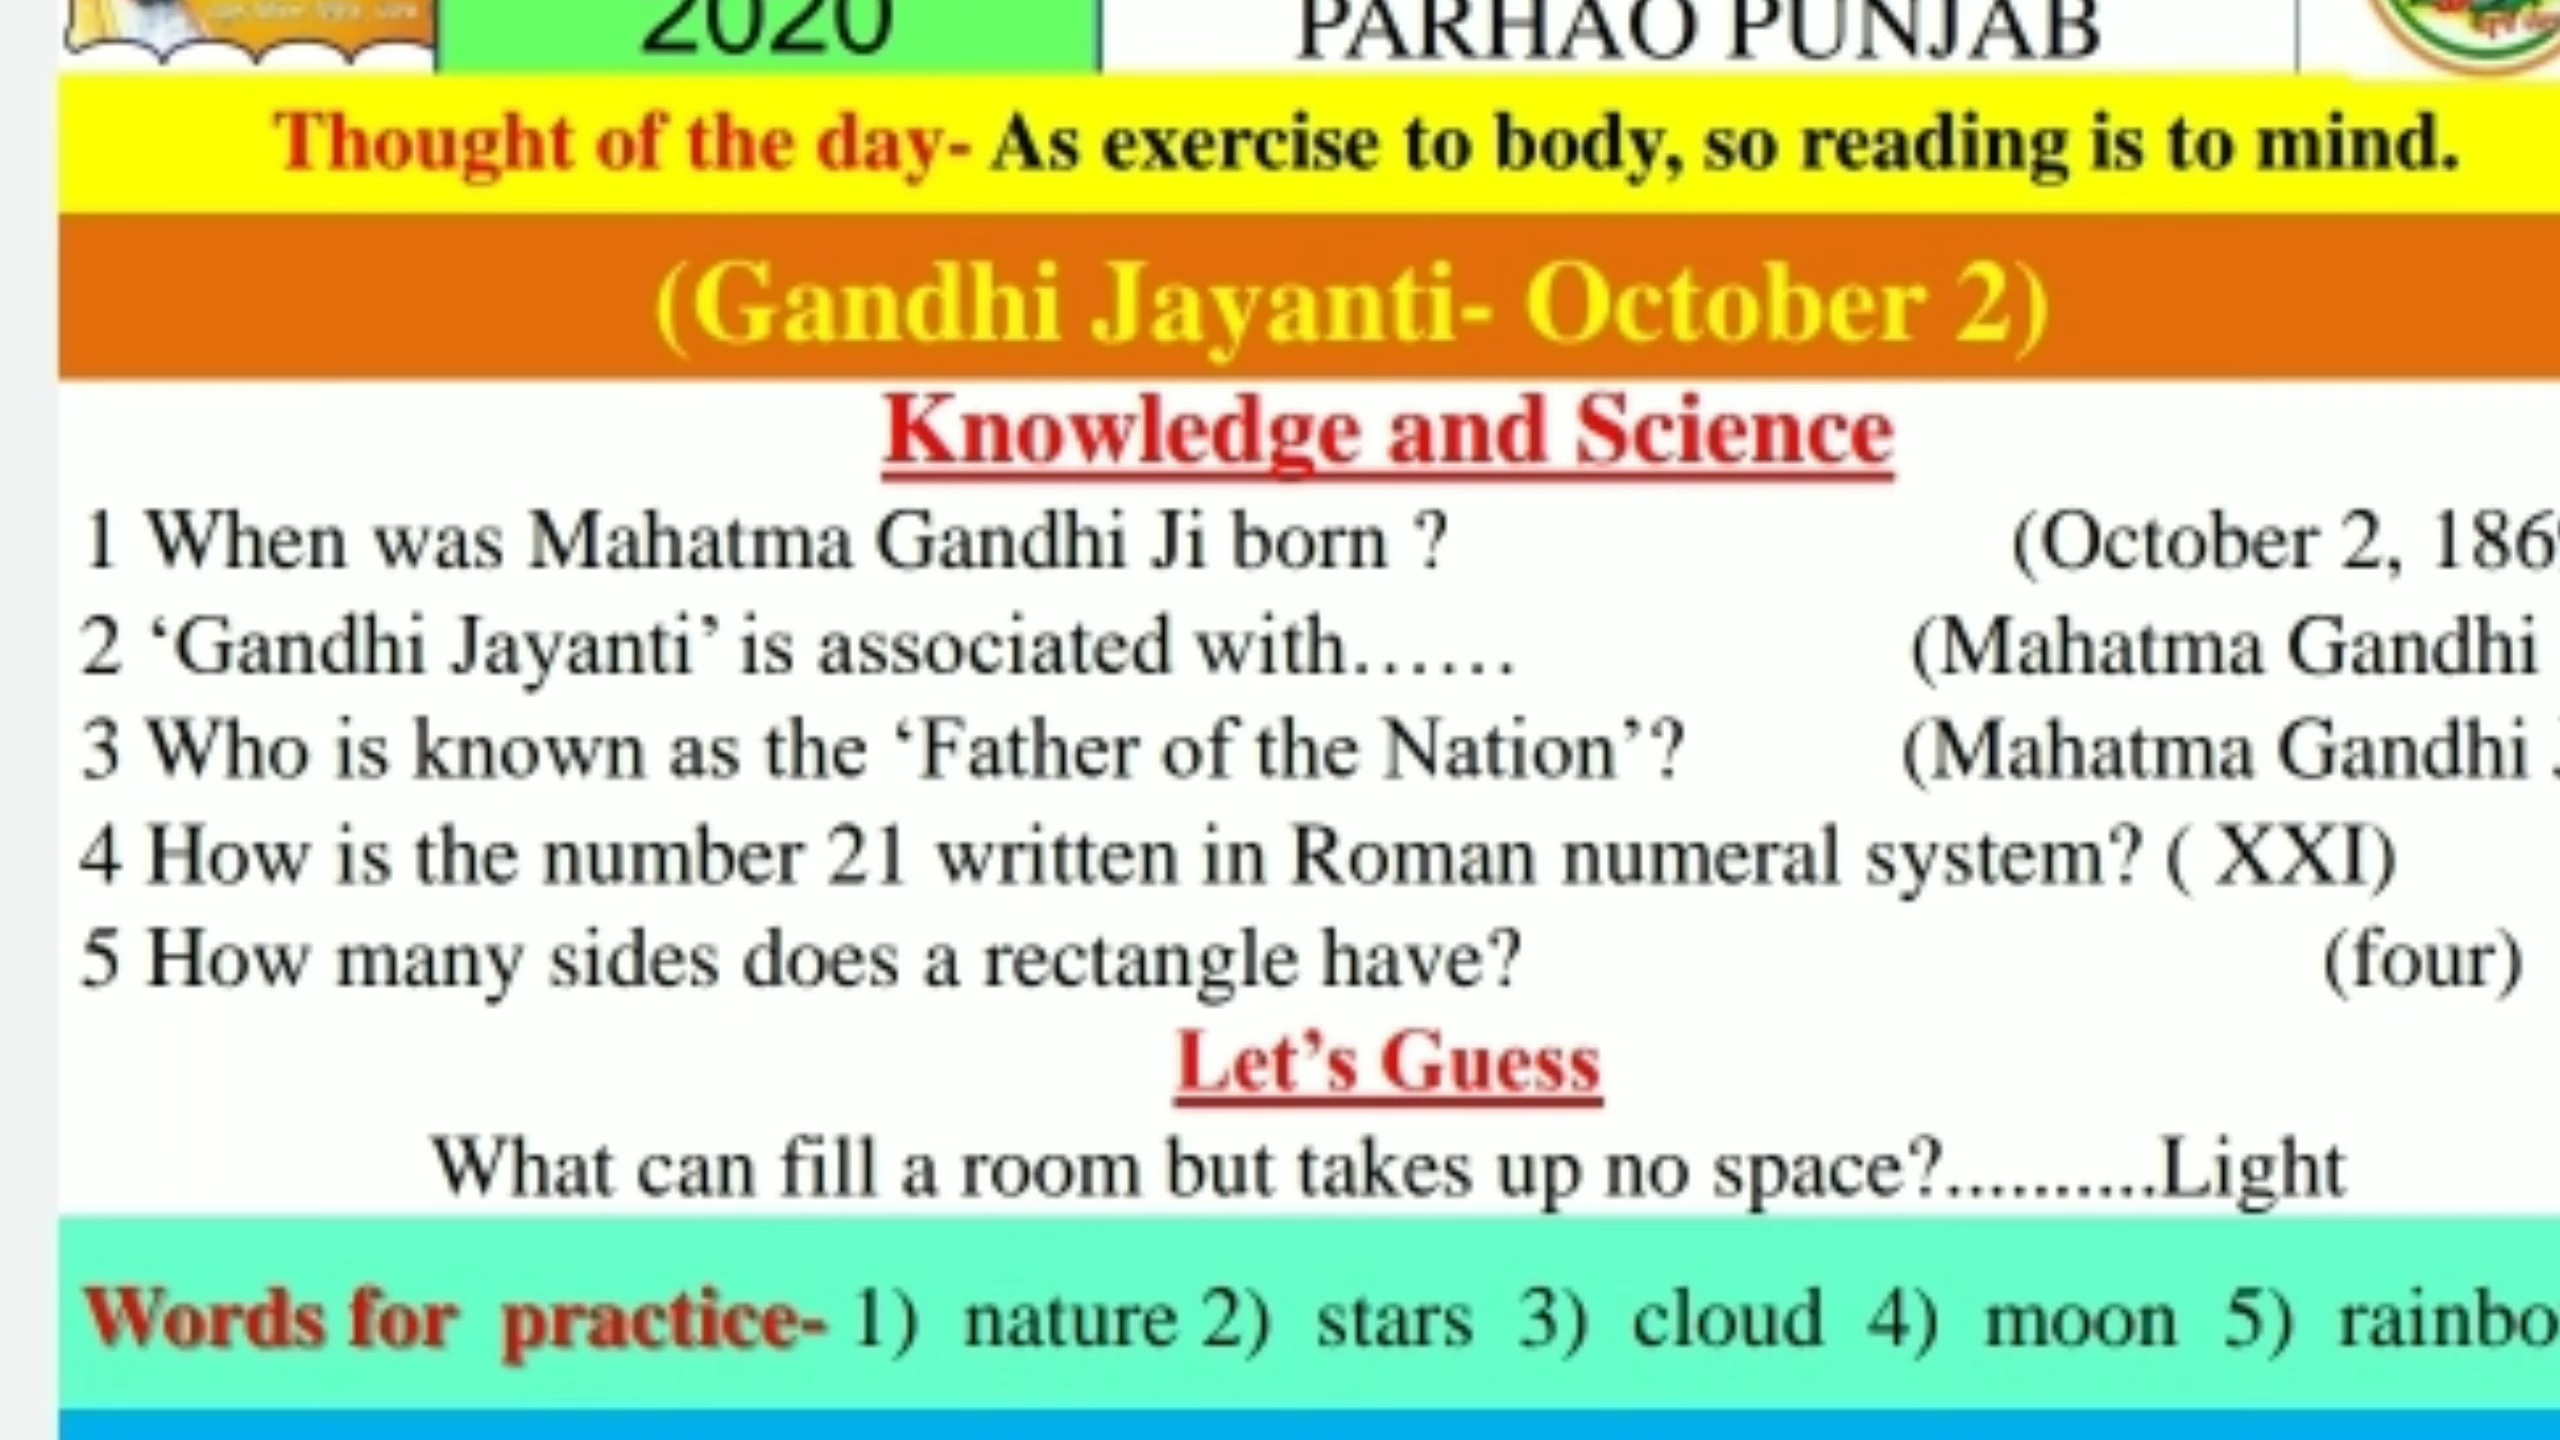 2020
PARHAO PUNJAB
Thought of the day- As exercise to body, so reading is to mind.
(Gandhi Jayanti- October 2)
Knowledge and Science
1 When was Mahatma Gandhi Ji born ? (October 2, 186
2 ‘Gandhi Jayanti’ is associated with…… (Mahatma Gandhi
3 Who is known as the ‘Father of the Nation’? (Mahatma Gandhi
4 How is the number 21 written in Roman numeral system? ( XXI)
5 How many sides does a rectangle have? (four)
Let’s Guess
What can fill a room but takes up no space?..........Light
Words for practice- 1) nature 2) stars 3) cloud 4) moon 5) rainbo